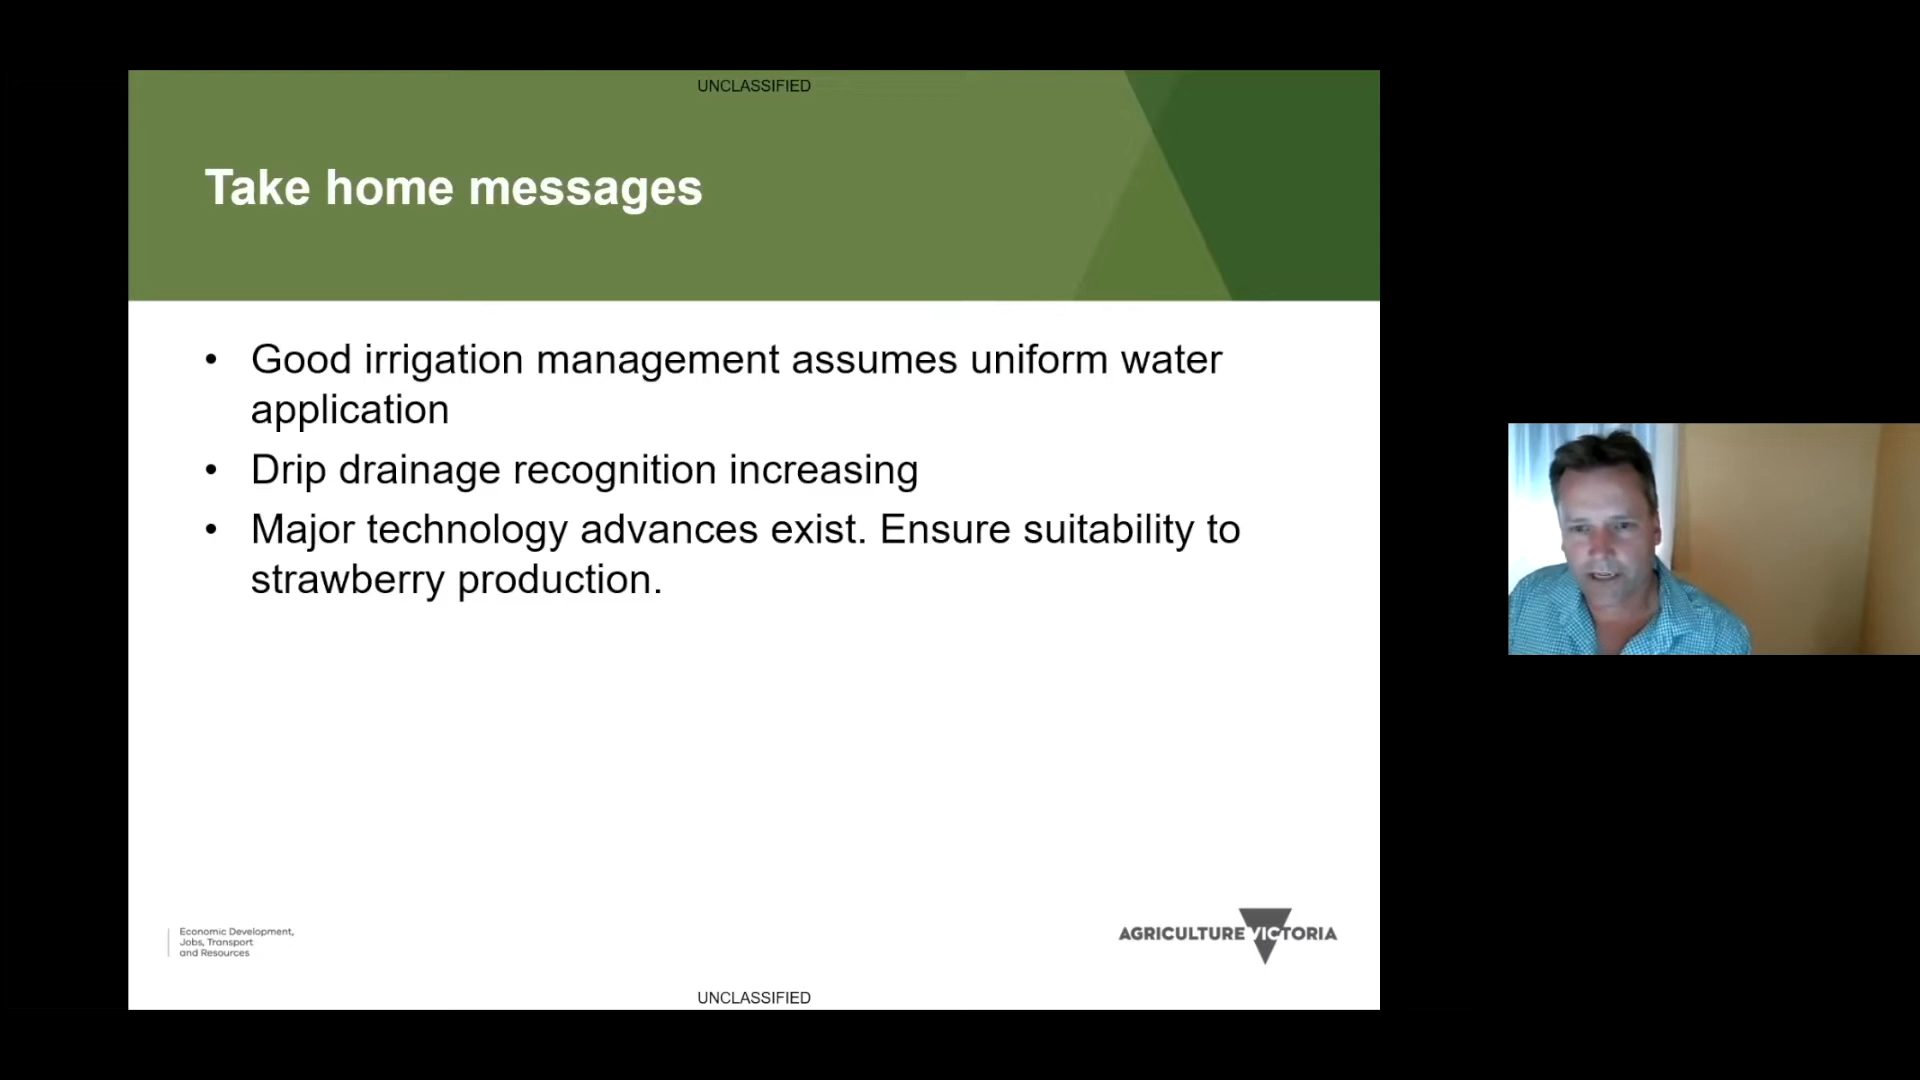 UNCLASSIFIED
Take home messages
• Good irrigation management assumes uniform water
application
• Drip drainage recognition increasing
• Major technology advances exist. Ensure suitability to
strawberry production.
Economic Development,
Jobs, Transport
and Resources
AGRICULTURE VICTORIA
UNCLASSIFIED